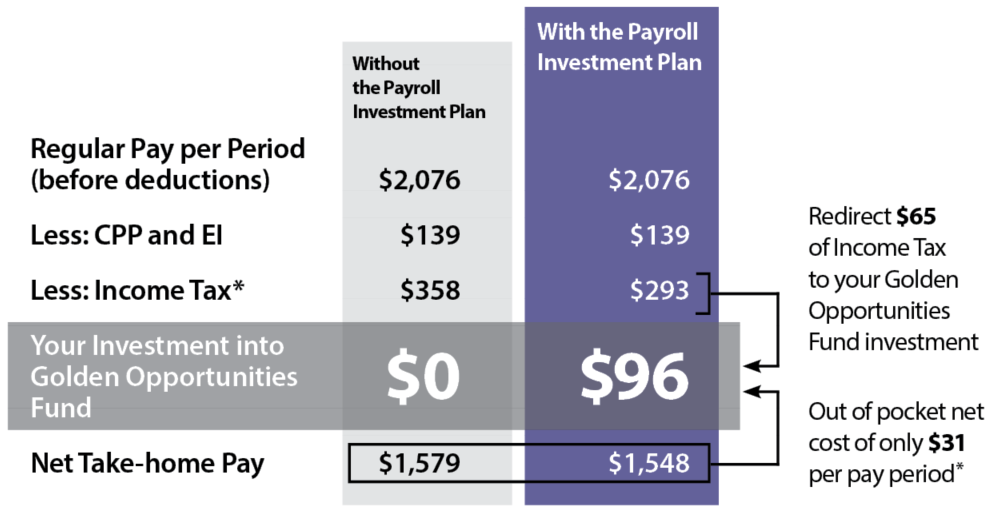 Without
the Payroll
Investment Plan
With the Payroll
Investment Plan
Regular Pay per Period
(before deductions)
$2,076
$2,076
Less: CPP and EI
$139
$139
Less: Income Tax*
$358
$293
Redirect $65
of Income Tax
to your Golden
Opportunities
Fund investment
Your Investment into
Golden Opportunities
Fund
$0
$96
Out of pocket net
cost of only $31
per pay period*
Net Take-home Pay
$1,579
$1,548